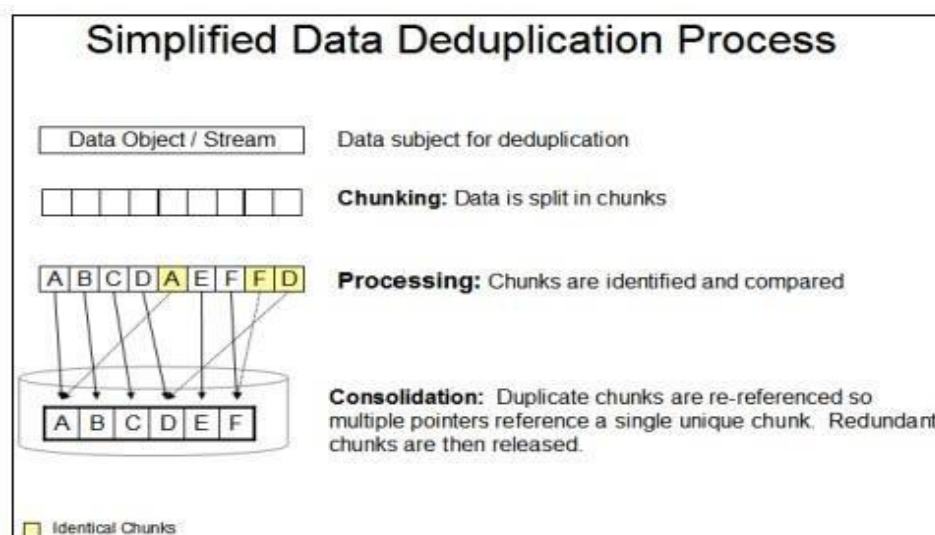 Simplified Data Deduplication Process
Data Object / Stream
Data subject for deduplication
Chunking: Data is split in chunks
A B C D A E F F D
Processing: Chunks are identified and compared
Consolidation: Duplicate chunks are re-referenced so
multiple pointers reference a single unique chunk. Redundant
chunks are then released.
A B C D E F
Identical Chunks